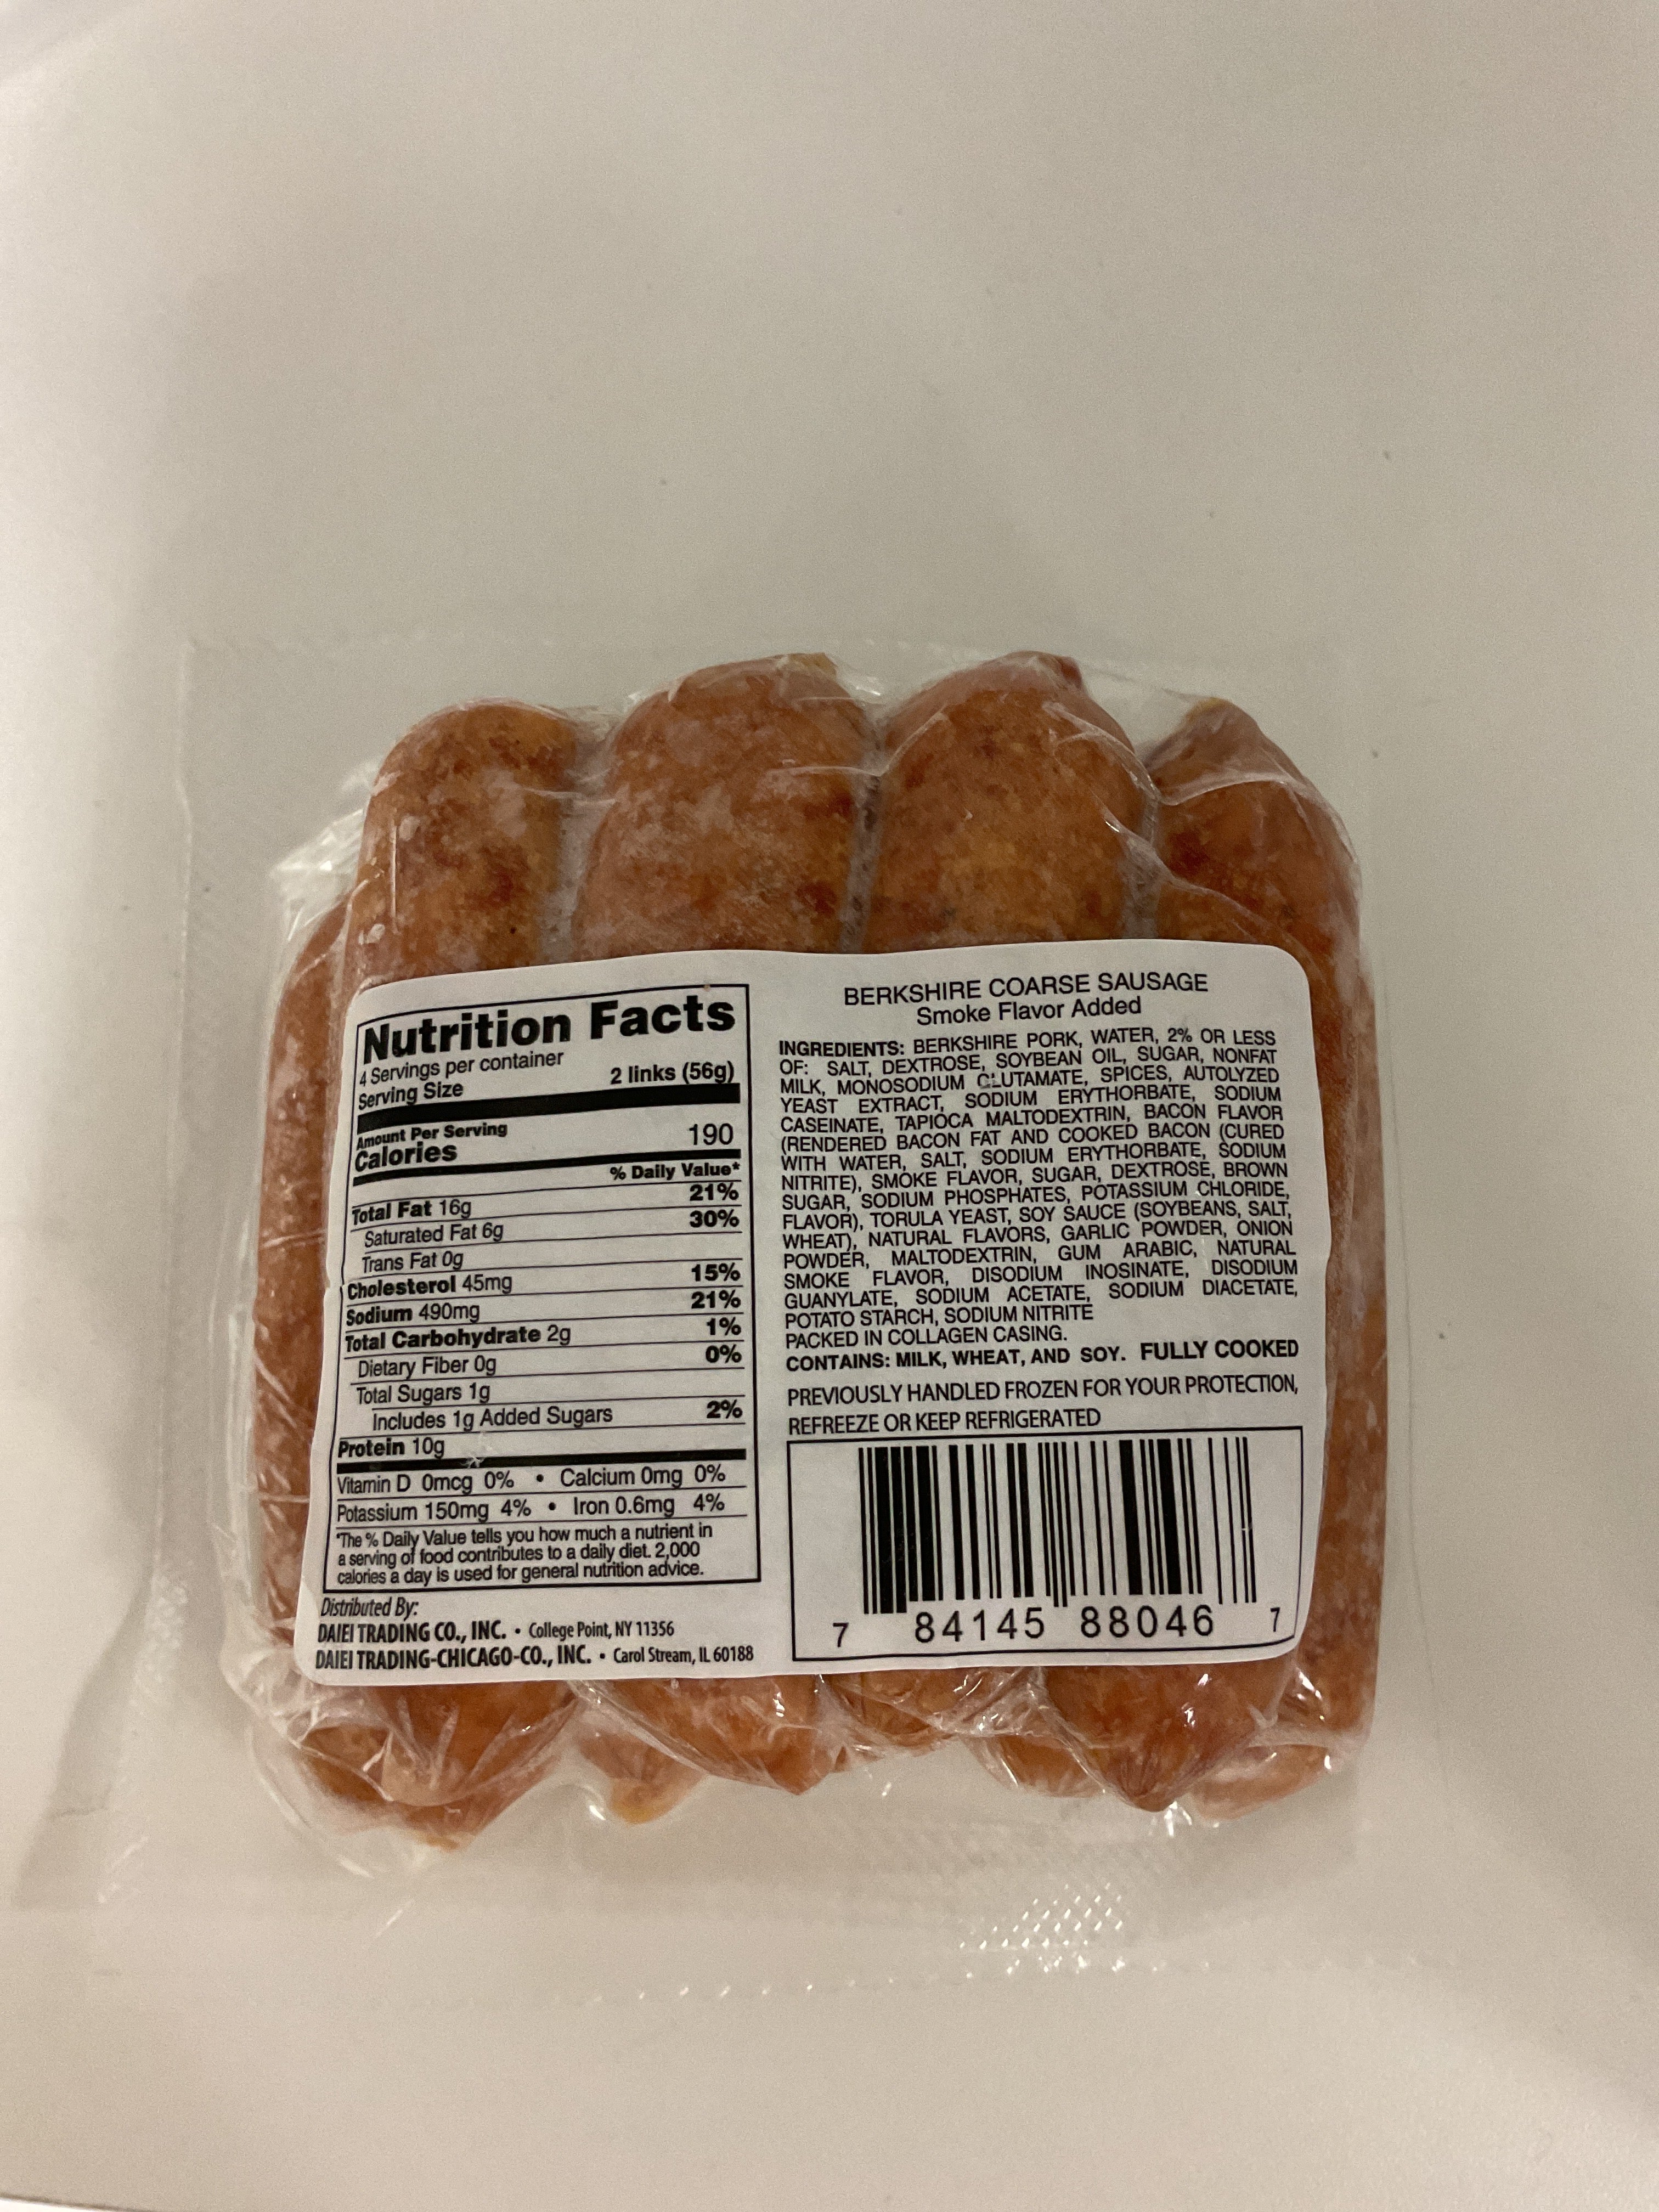 Nutrition Facts
4 Servings per container
Serving Size 2 links (56g)
Amount Per Serving
Calories 190
% Daily Value*
Total Fat 16g 21%
Saturated Fat 6g 30%
Trans Fat 0g
Cholesterol 45mg 15%
Sodium 490mg 21%
Total Carbohydrate 2g 1%
Dietary Fiber 0g 0%
Total Sugars 1g
Includes 1g Added Sugars 2%
Protein 10g
Vitamin D 0mcg 0% • Calcium 0mg 0%
Potassium 150mg 4% • Iron 0.6mg 4%
*The % Daily Value tells you how much a nutrient in
a serving of food contributes to a daily diet. 2,000
calories a day is used for general nutrition advice.
Distributed By:
DAIEI TRADING CO., INC. • College Point, NY 11356
DAIEI TRADING-CHICAGO-CO., INC. • Carol Stream, IL 60188
BERKSHIRE COARSE SAUSAGE
Smoke Flavor Added
INGREDIENTS: BERKSHIRE PORK, WATER, 2% OR LESS
OF: SALT, DEXTROSE, SOYBEAN OIL, SUGAR, NONFAT
MILK, MONOSODIUM GLUTAMATE, SPICES, AUTOLYZED
YEAST EXTRACT, SODIUM ERYTHORBATE, SODIUM
CASEINATE, TAPIOCA MALTODEXTRIN, BACON FLAVOR
(RENDERED BACON FAT AND COOKED BACON (CURED
WITH WATER, SALT, SODIUM ERYTHORBATE, SODIUM
NITRITE), SMOKE FLAVOR, SUGAR, DEXTROSE, BROWN
SUGAR, SODIUM PHOSPHATES, POTASSIUM CHLORIDE,
FLAVOR), TORULA YEAST, SOY SAUCE (SOYBEANS, SALT,
WHEAT), NATURAL FLAVORS, GARLIC POWDER, ONION
POWDER, MALTODEXTRIN, GUM ARABIC, NATURAL
SMOKE FLAVOR, DISODIUM INOSINATE, DISODIUM
GUANYLATE, SODIUM ACETATE, SODIUM DIACETATE,
POTATO STARCH, SODIUM NITRITE
PACKED IN COLLAGEN CASING.
CONTAINS: MILK, WHEAT, AND SOY. FULLY COOKED
PREVIOUSLY HANDLED FROZEN FOR YOUR PROTECTION,
REFREEZE OR KEEP REFRIGERATED
7 84145 88046 7